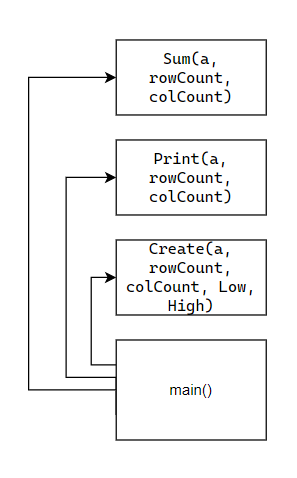 Sum(a,
rowCount,
colCount)
Print(a,
rowCount,
colCount)
Create(a,
rowCount,
colCount, Low,
High)
main()